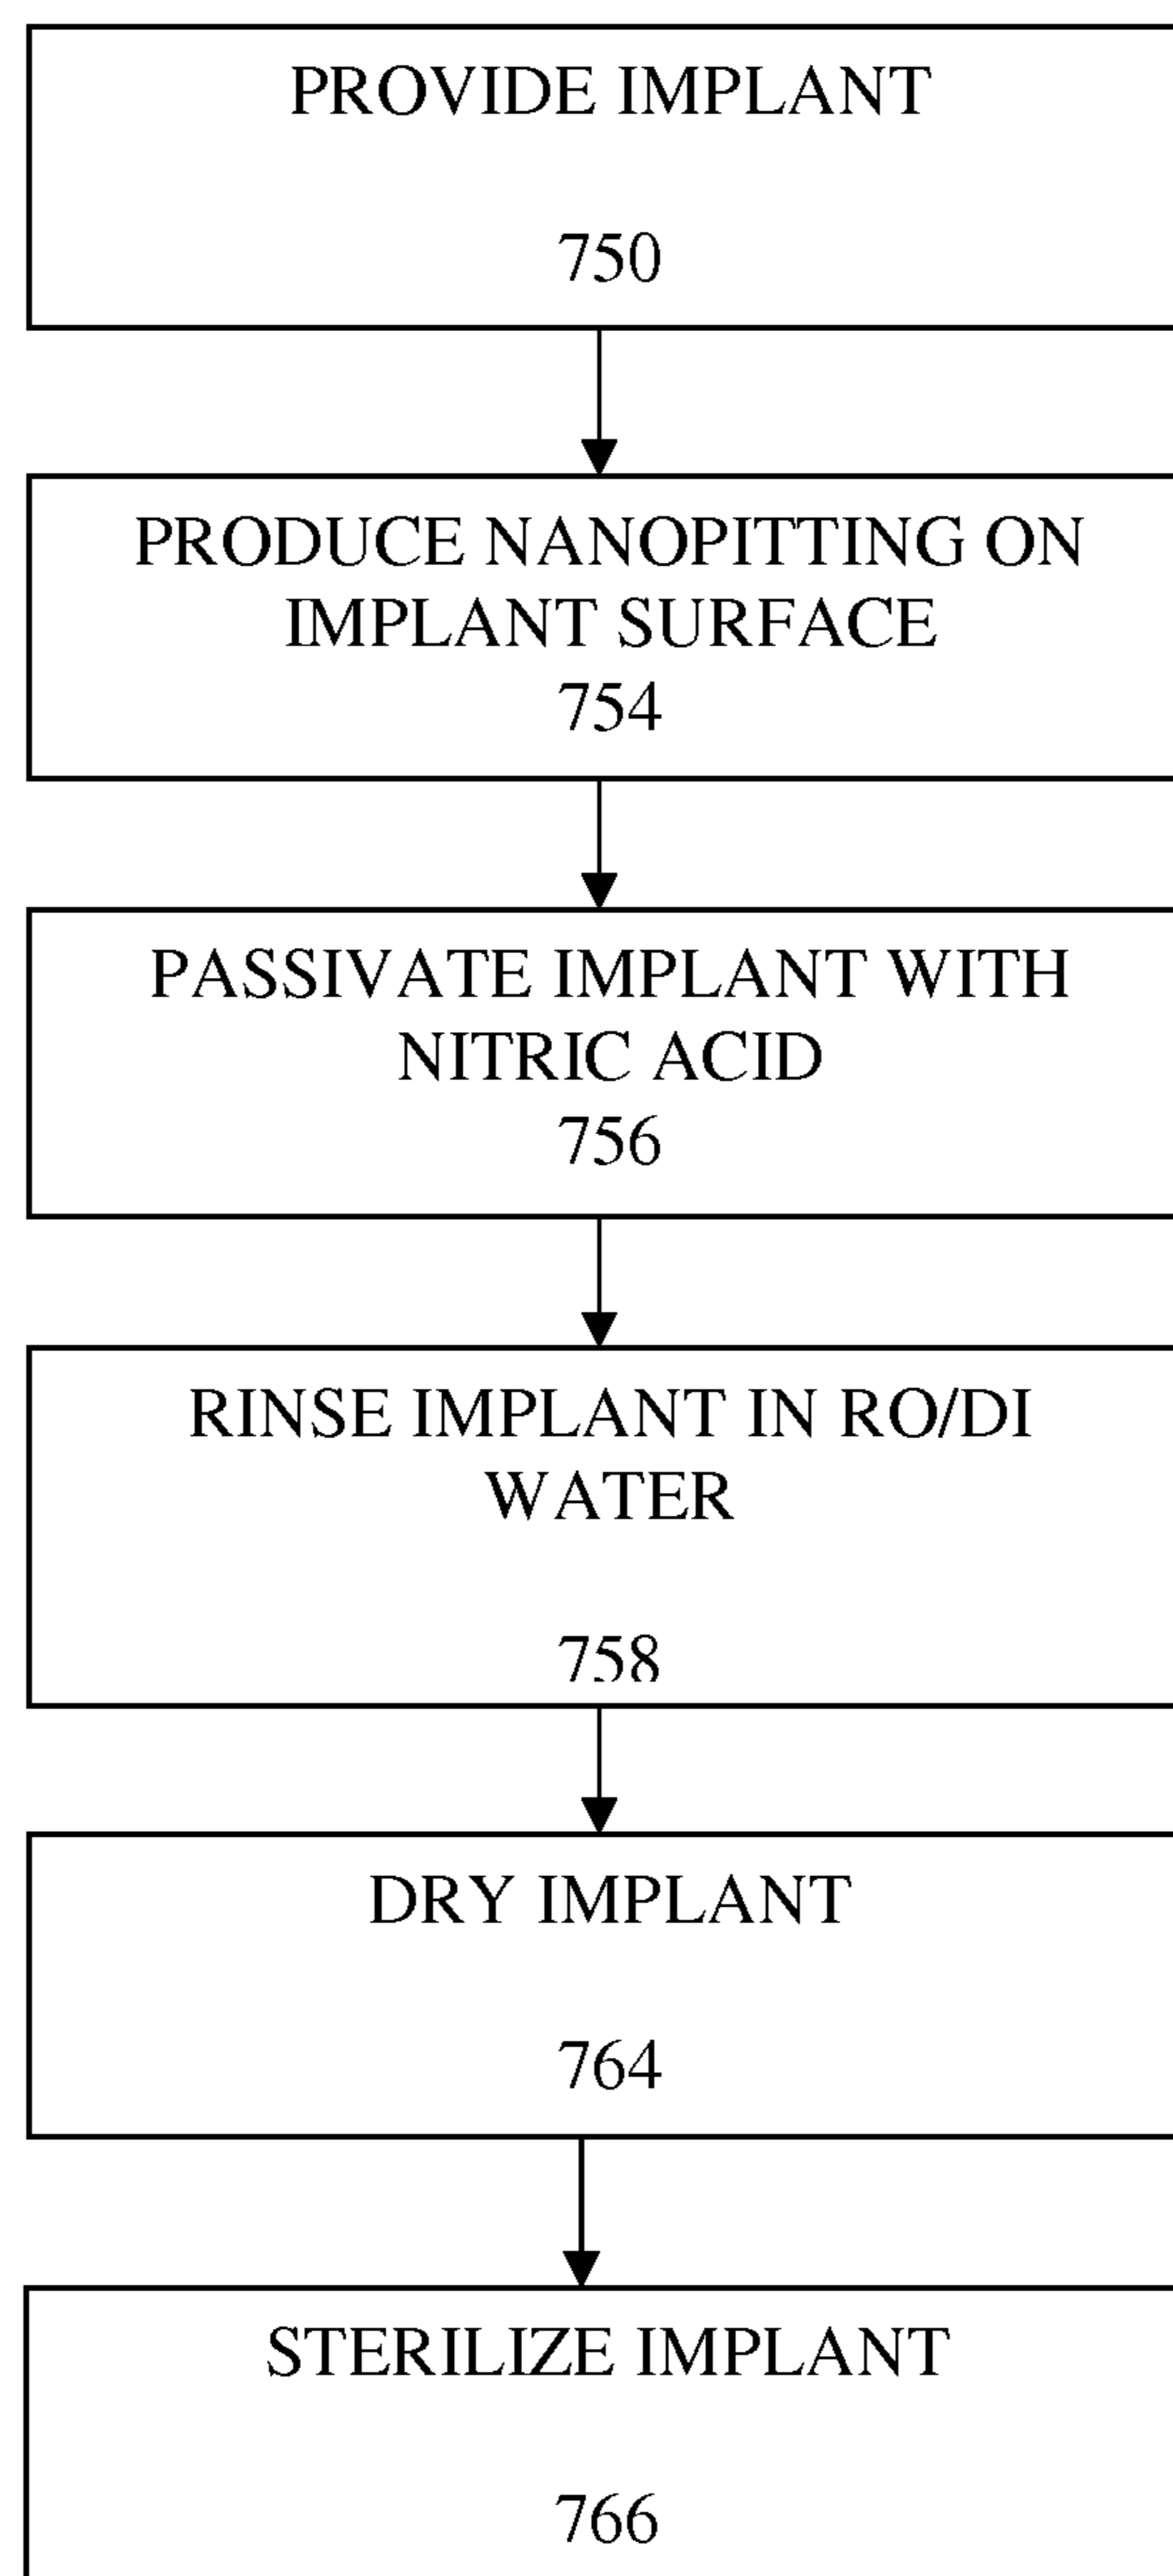 PROVIDE IMPLANT
750
PRODUCE NANOPITTING ON
IMPLANT SURFACE
754
PASSIVATE IMPLANT WITH
NITRIC ACID
756
RINSE IMPLANT IN RO/DI
WATER
758
DRY IMPLANT
764
STERILIZE IMPLANT
766